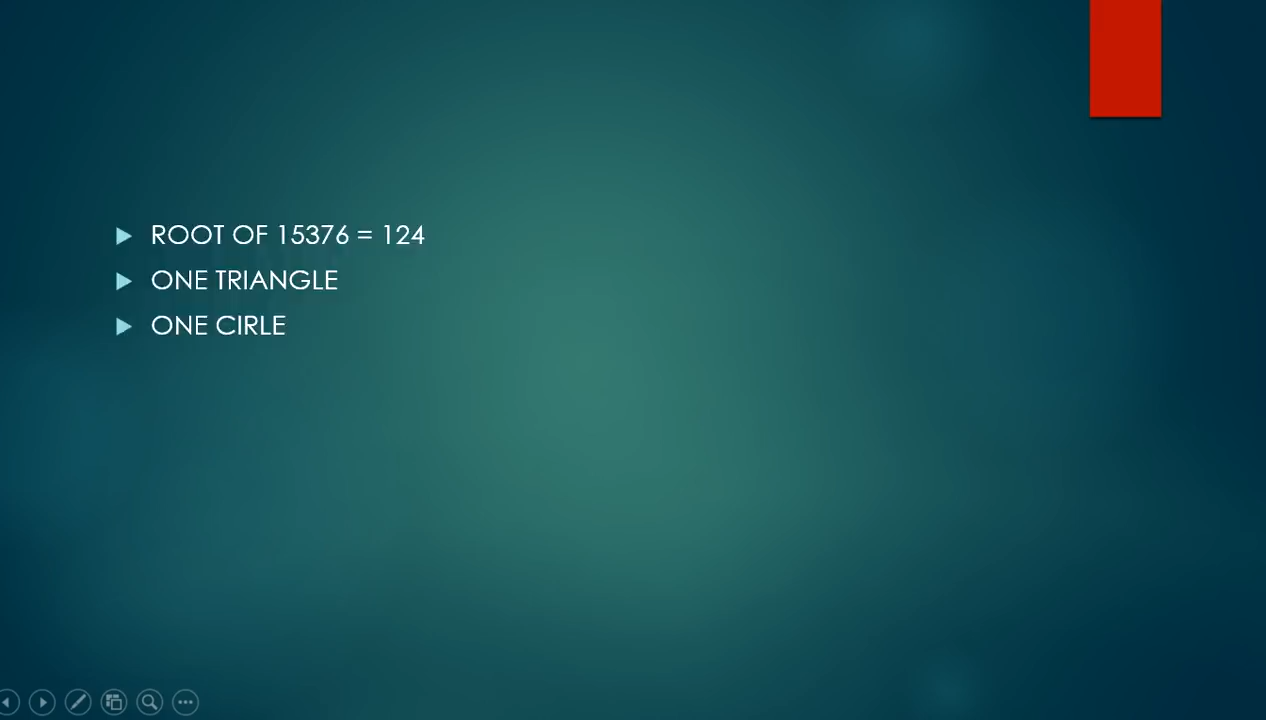 ROOT OF 15376 = 124
ONE TRIANGLE
ONE CIRLE